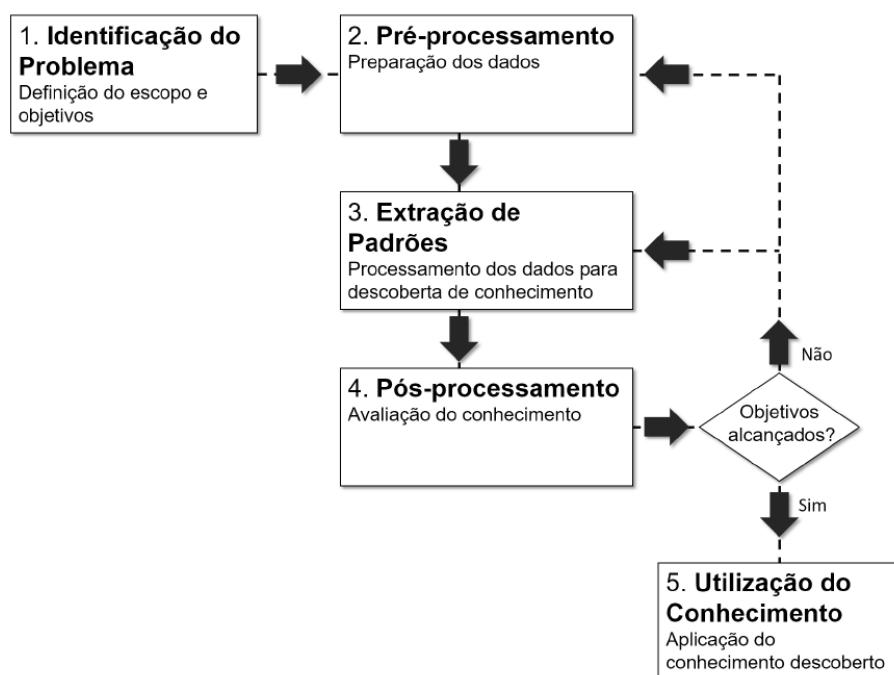 1. Identificação do
Problema
Definição do escopo e
objetivos
2. Pré-processamento
Preparação dos dados
3. Extração de
Padrões
Processamento dos dados para
descoberta de conhecimento
4. Pós-processamento
Avaliação do conhecimento
Objetivos
alcançados?
Não
Sim
5. Utilização do
Conhecimento
Aplicação do
conhecimento descoberto